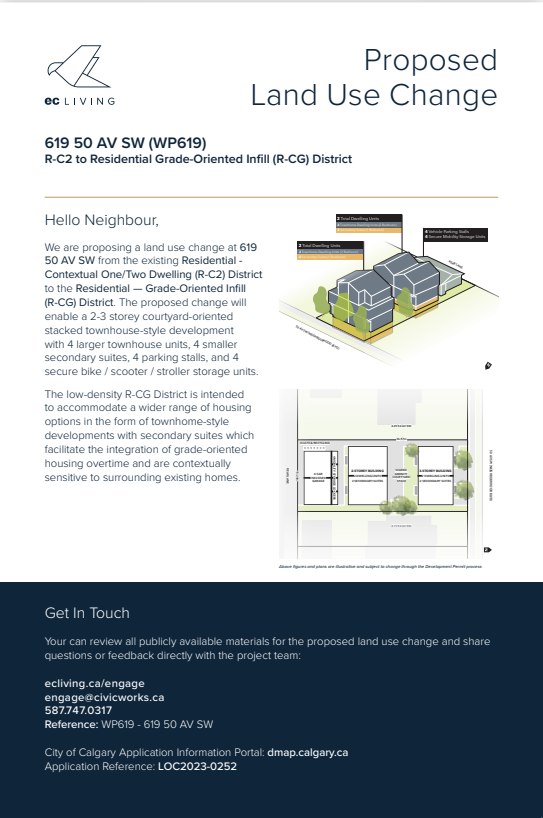 Proposed
Land Use Change
ec LIVING
619 50 AV SW (WP619)
R-C2 to Residential Grade-Oriented Infill (R-CG) District
Hello Neighbour,
We are proposing a land use change at 619
50 AV SW from the existing Residential -
Contextual One/Two Dwelling (R-C2) District
to the Residential — Grade-Oriented Infill
(R-CG) District. The proposed change will
enable a 2-3 storey courtyard-oriented
stacked townhouse-style development
with 4 larger townhouse units, 4 smaller
secondary suites, 4 parking stalls, and 4
secure bike / scooter / stroller storage units.
The low-density R-CG District is intended
to accommodate a wider range of housing
options in the form of townhome-style
developments with secondary suites which
facilitate the integration of grade-oriented
housing overtime and are contextually
sensitive to surrounding existing homes.
2 Total Dwelling Units
2 Total Dwelling Units
4 Vehicle Parking Stalls
4 Secure Mobility Storage Units
3-STOREY BUILDING
2-STOREY BUILDING
Above figures and plans are illustrative and subject to change through the Development Permit process.
Get In Touch
Your can review all publicly available materials for the proposed land use change and share
questions or feedback directly with the project team:
ecliving.ca/engage
engage@civicworks.ca
587.747.0317
Reference: WP619 - 619 50 AV SW
City of Calgary Application Information Portal: dmap.calgary.ca
Application Reference: LOC2023-0252